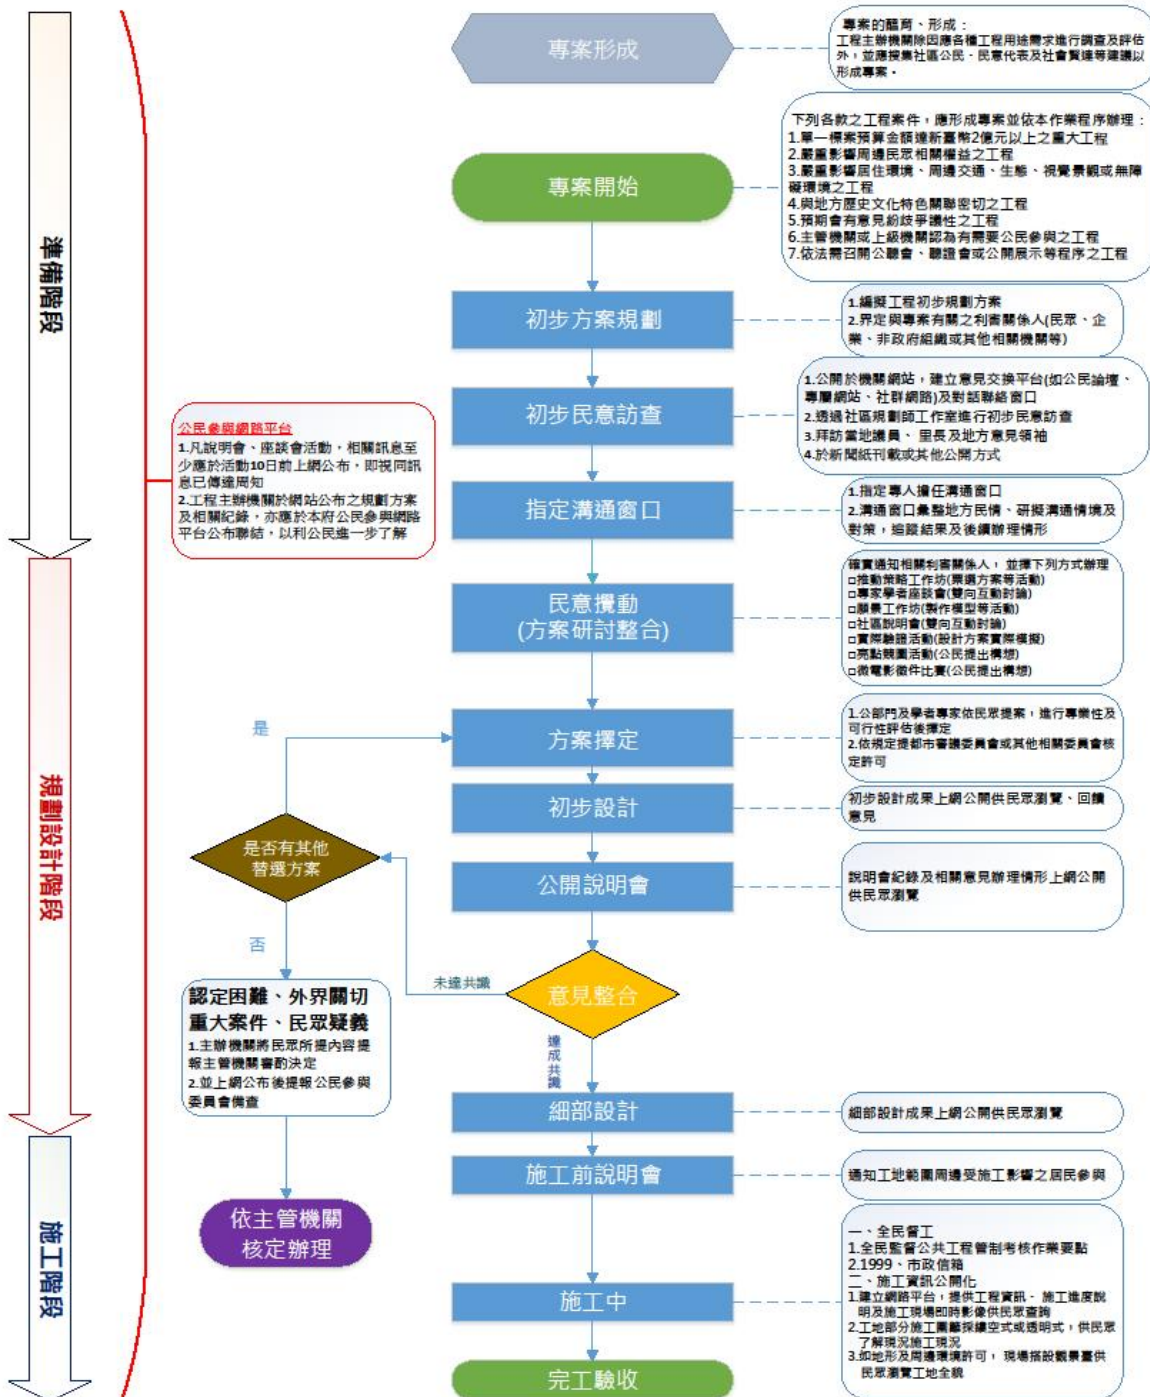 專案形成
專案的醞育、形成：
工程主辦機關除因應各種工程用途需求進行調查及評估
外，並應搜集社區公民、民意代表及社會賢達等建議以
形成專案。
專案開始
下列各款之工程案件，應形成專案並依本作業程序辦理：
1.單一標案預算金額達新臺幣2億元以上之重大工程
2.嚴重影響周邊民眾相關權益之工程
3.嚴重影響居住環境、周邊交通、生態、視覺景觀或無障
礙環境之工程
4.與地方歷史文化特色關聯密切之工程
5.預期會有意見紛歧爭議性之工程
6.主管機關或上級機關認為有需要公民參與之工程
7.依法需召開公聽會、聽證會或公開展示等程序之工程
準備階段
初步方案規劃
1.編擬工程初步規劃方案
2.界定與專案有關之利害關係人(民眾、企
業、非政府組織或其他相關機關等)
初步民意訪查
1.公開於機關網站，建立意見交換平台(如公民論壇、
專屬網站、社群網路)及對話聯絡窗口
2.透過社區規劃師工作室進行初步民意訪查
3.拜訪當地議員、里長及地方意見領袖
4.於新聞紙刊載或其他公開方式
公民參與網路平台
1.凡說明會、座談會活動，相關訊息至
少應於活動10日前上網公布，即視同訊
息已傳達周知
2.工程主辦機關於網站公布之規劃方案
及相關紀錄，亦應於本府公民參與網路
平台公布聯結，以利公民進一步了解
指定溝通窗口
1.指定專人擔任溝通窗口
2.溝通窗口彙整地方民情、研擬溝通情境及
對策，追蹤結果及後續辦理情形
民意攪動
(方案研討整合)
確實通知相關利害關係人，並擇下列方式辦理
□推動策略工作坊(票選方案等活動)
□專家學者座談會(雙向互動討論)
□願景工作坊(製作模型等活動)
□社區說明會(雙向互動討論)
□實際驗證活動(設計方案實際模擬)
□亮點競圖活動(公民提出構想)
□微電影徵件比賽(公民提出構想)
規劃設計階段
是
方案擇定
1.公部門及學者專家依民眾提案，進行專業性及
可行性評估後擇定
2.依規定提都市審議委員會或其他相關委員會核
定許可
初步設計
初步設計成果上網公開供民眾瀏覽、回饋
意見
是否有其他
替選方案
公開說明會
說明會紀錄及相關意見辦理情形上網公開
供民眾瀏覽
否
未達共識
意見整合
認定困難、外界關切
重大案件、民眾疑義
1.主辦機關將民眾所提內容提
報主管機關審酌決定
2.並上網公布後提報公民參與
委員會備查
達成共識
細部設計
細部設計成果上網公開供民眾瀏覽
施工前說明會
通知工地範圍周邊受施工影響之居民參與
依主管機關
核定辦理
施工階段
施工中
一、全民督工
1.全民監督公共工程管制考核作業要點
2.1999、市政信箱
二、施工資訊公開化
1.建立網路平台，提供工程資訊、施工進度說
明及施工現場即時影像供民眾查詢
2.工地部分施工圍籬採鏤空式或透明式，供民眾
了解現況施工現況
3.如地形及周邊環境許可，現場搭設觀景臺供
民眾瀏覽工地全貌
完工驗收